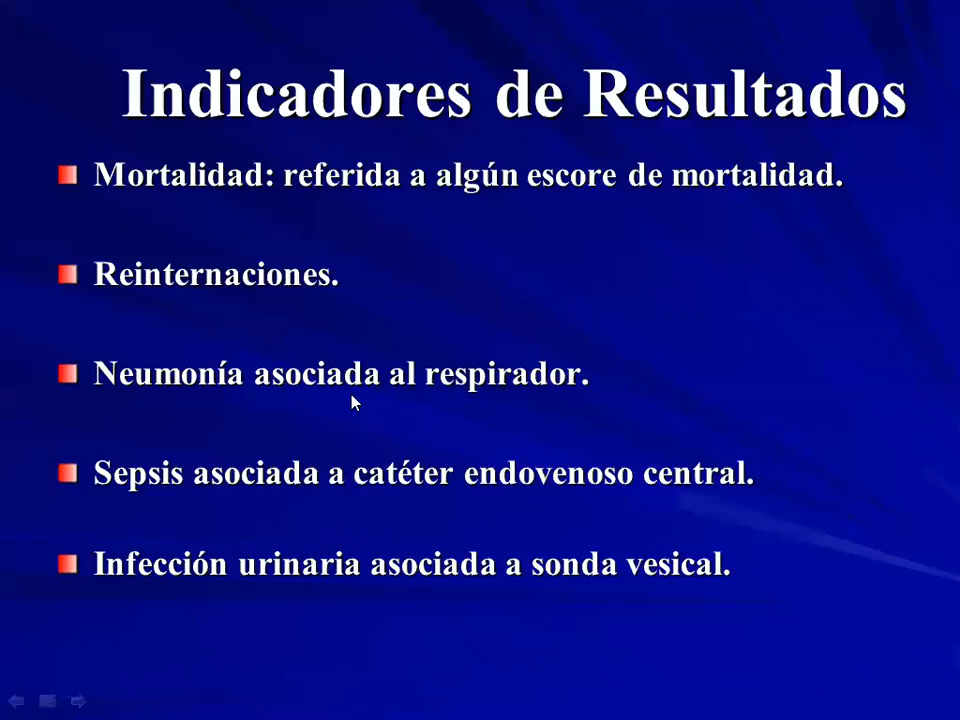 Indicadores de Resultados
Mortalidad: referida a algún escore de mortalidad.
Reinternaciones.
Neumonía asociada al respirador.
Sepsis asociada a catéter endovenoso central.
Infección urinaria asociada a sonda vesical.